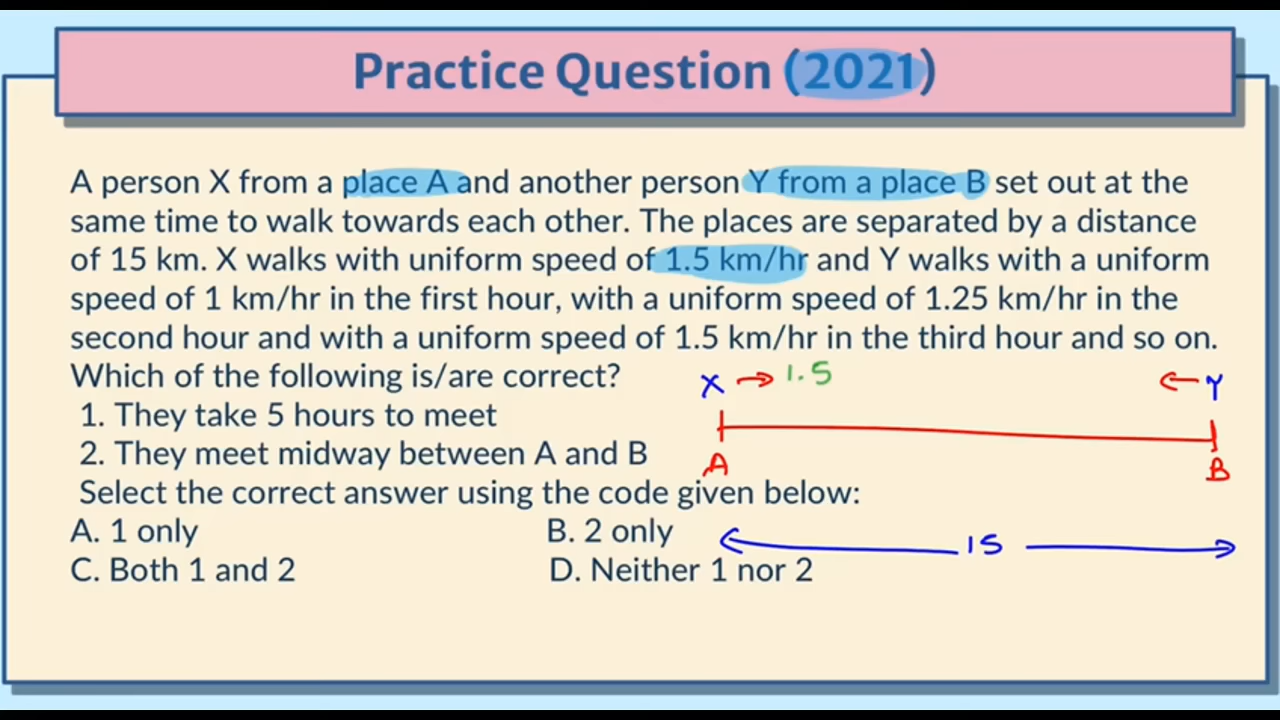 Practice Question (2021)
A person X from a place A and another person Y from a place B set out at the
same time to walk towards each other. The places are separated by a distance
of 15 km. X walks with uniform speed of 1.5 km/hr and Y walks with a uniform
speed of 1 km/hr in the first hour, with a uniform speed of 1.25 km/hr in the
second hour and with a uniform speed of 1.5 km/hr in the third hour and so on.
Which of the following is/are correct?
X → 1.5 ← Y
1. They take 5 hours to meet
2. They meet midway between A and B
A B
Select the correct answer using the code given below:
A. 1 only B. 2 only
15
C. Both 1 and 2 D. Neither 1 nor 2